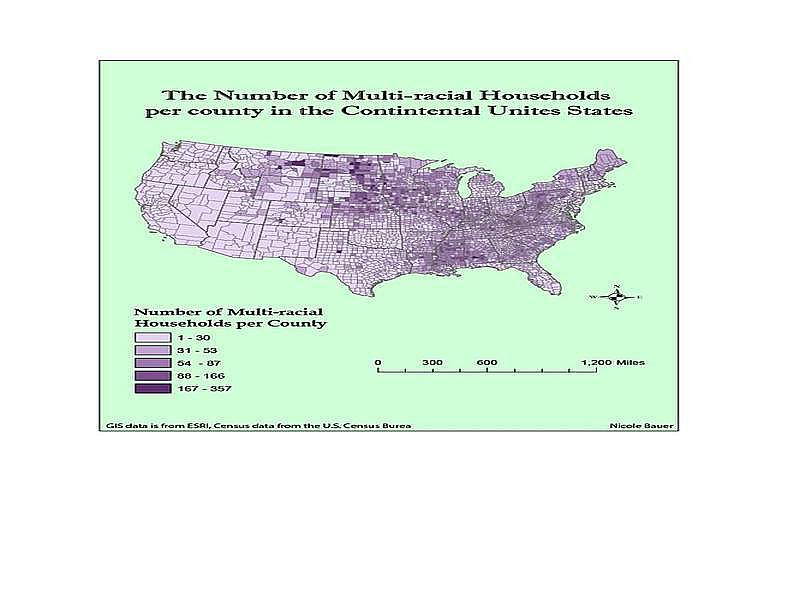 The Number of Multi-racial Households
per county in the Contintental Unites States
N
W E
S
Number of Multi-racial
Households per County
1 - 30
31 - 53
54 - 87
88 - 166
167 - 357
0 300 600 1,200 Miles
GIS data is from ESRI, Census data from the U.S. Census Burea
Nicole Bauer